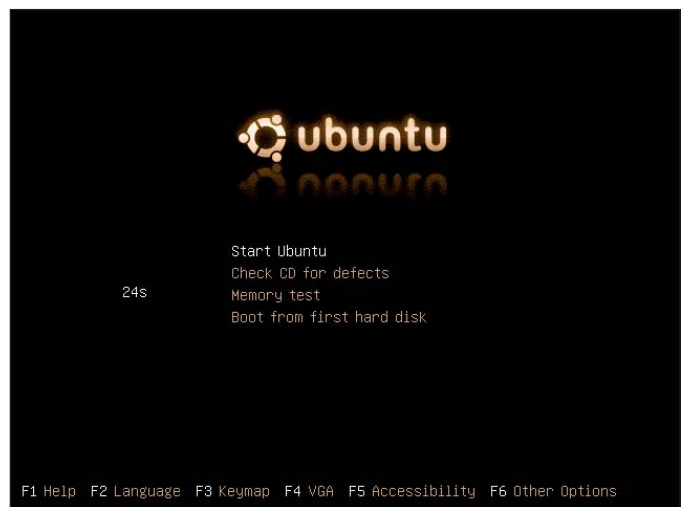 ubuntu
Start Ubuntu
Check CD for defects
24s
Memory test
Boot from first hard disk
F1 Help F2 Language F3 Keymap F4 VGA F5 Accessibility F6 Other Options